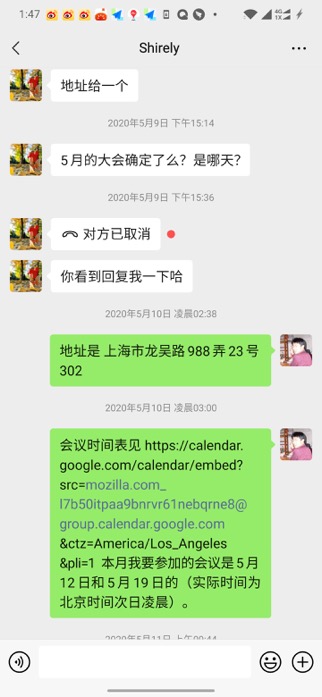 1:47
4G
1X
Shirely
地址给一个
2020年5月9日 下午15:14
5月的大会确定了么？是哪天？
2020年5月9日 下午15:36
对方已取消
你看到回复我一下哈
2020年5月10日 凌晨02:38
地址是 上海市龙吴路 988 弄 23 号
302
2020年5月10日 凌晨03:00
会议时间表见 https://calendar.
google.com/calendar/embed?
src=mozilla.com_
l7b50itpaa9bnrvr61nebqrne8@
group.calendar.google.com
&ctz=America/Los_Angeles
&pli=1 本月我要参加的会议是 5 月
12 日和 5 月 19 日的（实际时间为
北京时间次日凌晨）。